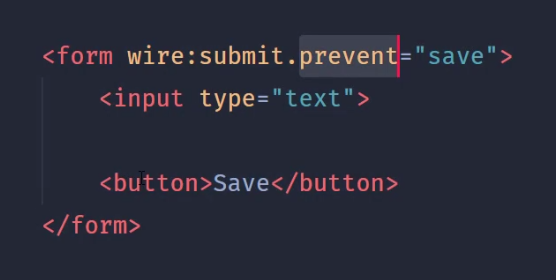 <form wire:submit.prevent="save">
<input type="text">
<button>Save</button>
</form>